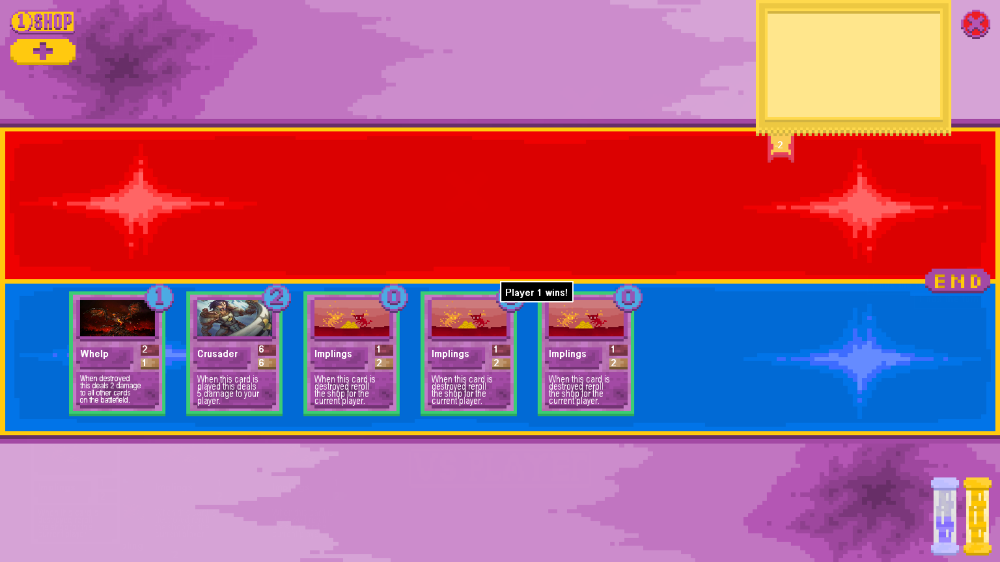 1 SHOP
-2
END
Player 1 wins!
1
Whelp
2
1
When destroyed
this deals 2 damage
to all other cards
on the battlefield.
2
Crusader
6
6
When this card is
played this deals
5 damage to your
player.
0
Implings
1
2
When this card is
destroyed reroll
the shop for the
current player.
Implings
1
2
When this card is
destroyed reroll
the shop for the
current player.
0
Implings
1
2
When this card is
destroyed reroll
the shop for the
current player.